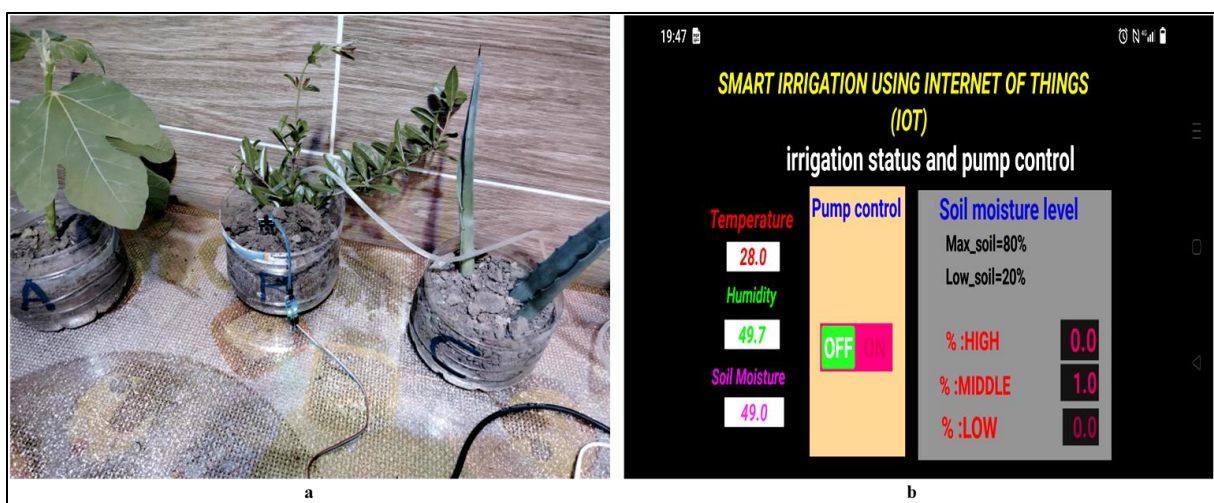 A
B
C
19:47
4G
SMART IRRIGATION USING INTERNET OF THINGS
(IOT)
irrigation status and pump control
Temperature
28.0
Humidity
49.7
Soil Moisture
49.0
Pump control
OFF ON
Soil moisture level
Max_soil=80%
Low_soil=20%
% :HIGH 0.0
% :MIDDLE 1.0
% :LOW 0.0
a
b